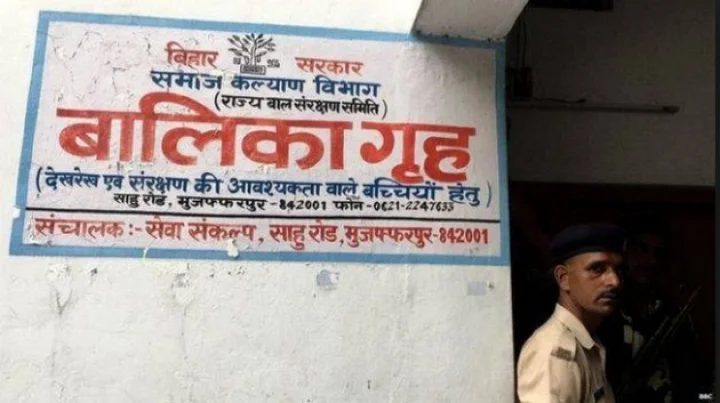 बिहार सरकार
समाज कल्याण विभाग
(राज्य बाल संरक्षण समिति)
बालिका गृह
(देखरेख एवं संरक्षण की आवश्यकता वाले बच्चियों हेतु)
साहु रोड, मुजफ्फरपुर - 842001 फोन-0621-2247633
संचालक:- सेवा संकल्प, साहु रोड, मुजफ्फरपुर-842001
BBC